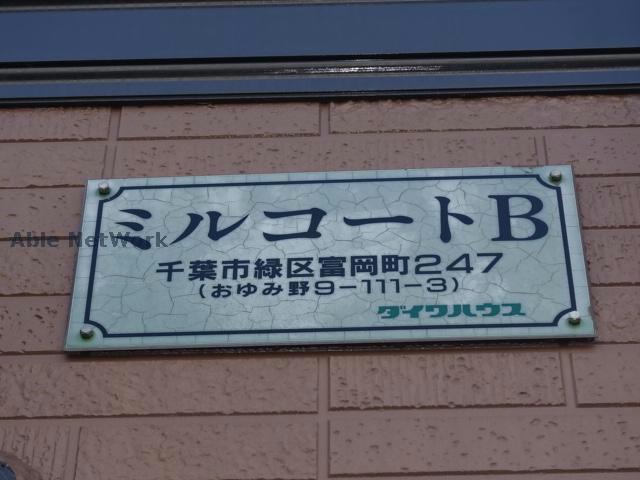 ミルコートB
Able NetWork
千葉市緑区富岡町247
(おゆみ野9-111-3)
ダイワハウス